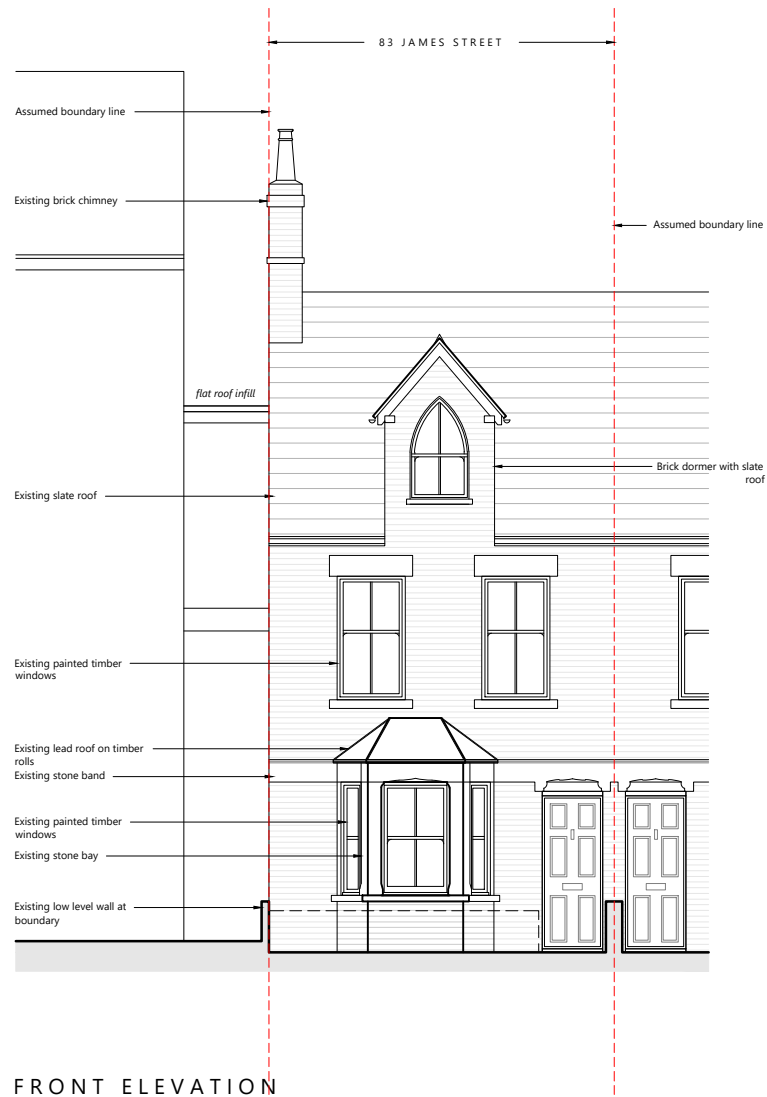 83 JAMES STREET
Assumed boundary line
Existing brick chimney
Assumed boundary line
flat roof infill
Brick dormer with slate
roof
Existing slate roof
Existing painted timber
windows
Existing lead roof on timber
rolls
Existing stone band
Existing painted timber
windows
Existing stone bay
Existing low level wall at
boundary
FRONT ELEVATION